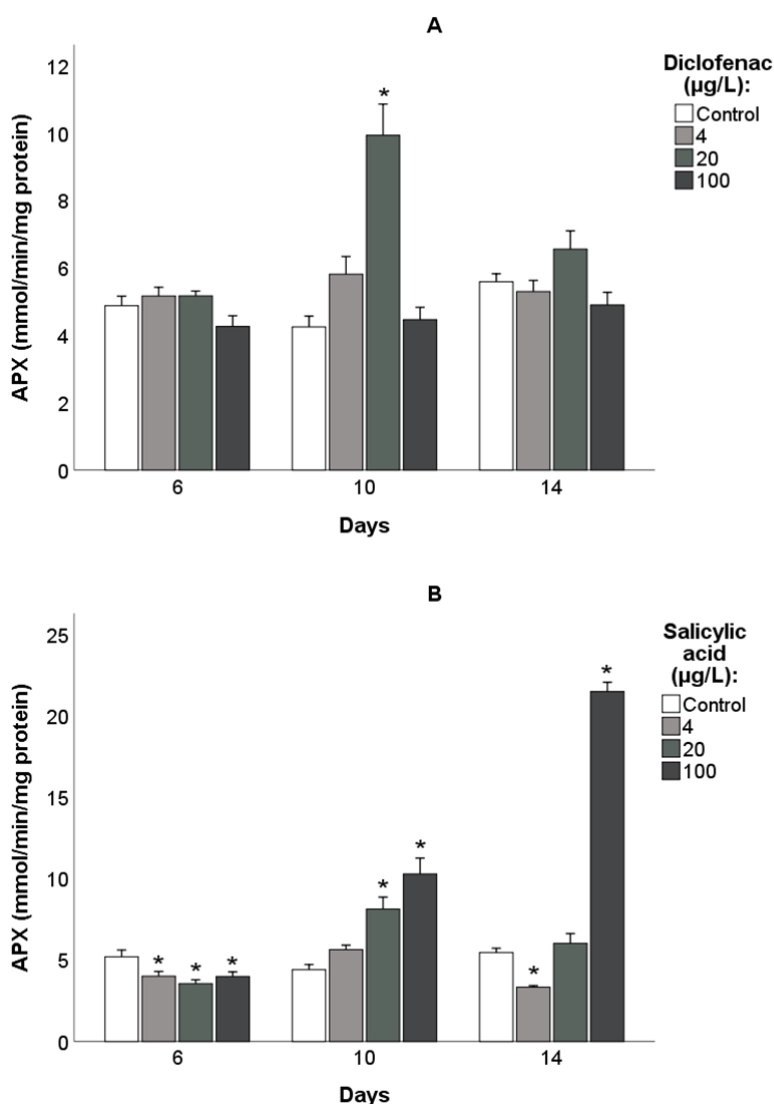 A
Diclofenac
(µg/L):
Control
4
20
100
APX (mmol/min/mg protein)
12
10
8
6
4
2
0
*
6
10
14
Days
B
Salicylic
acid
(µg/L):
Control
4
20
100
APX (mmol/min/mg protein)
25
20
15
10
5
0
* * *
* *
* *
6
10
14
Days